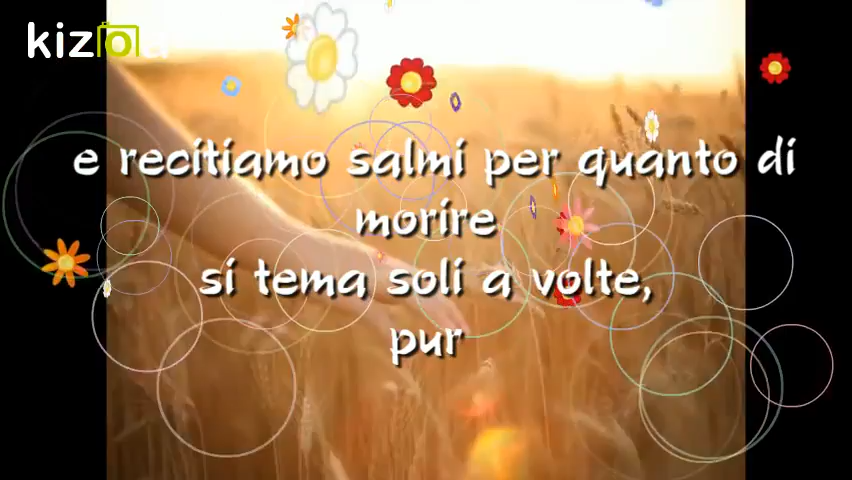 kizoa
e recitiamo salmi per quanto di
morire
si tema soli a volte,
pur